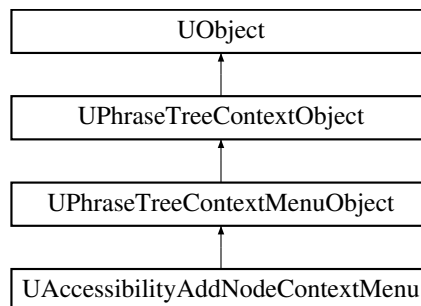 UObject
UPhraseTreeContextObject
UPhraseTreeContextMenuObject
UAccessibilityAddNodeContextMenu